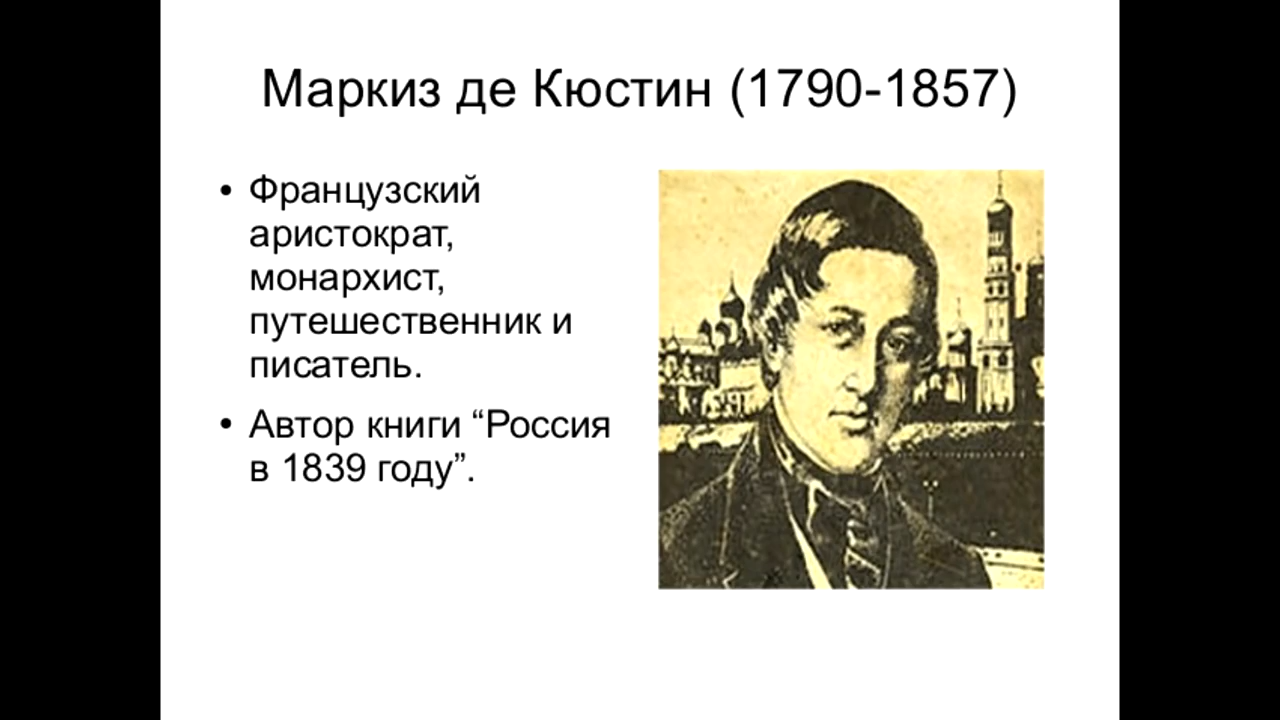 Маркиз де Кюстин (1790-1857)
• Французский
аристократ,
монархист,
путешественник и
писатель.
• Автор книги “Россия
в 1839 году”.